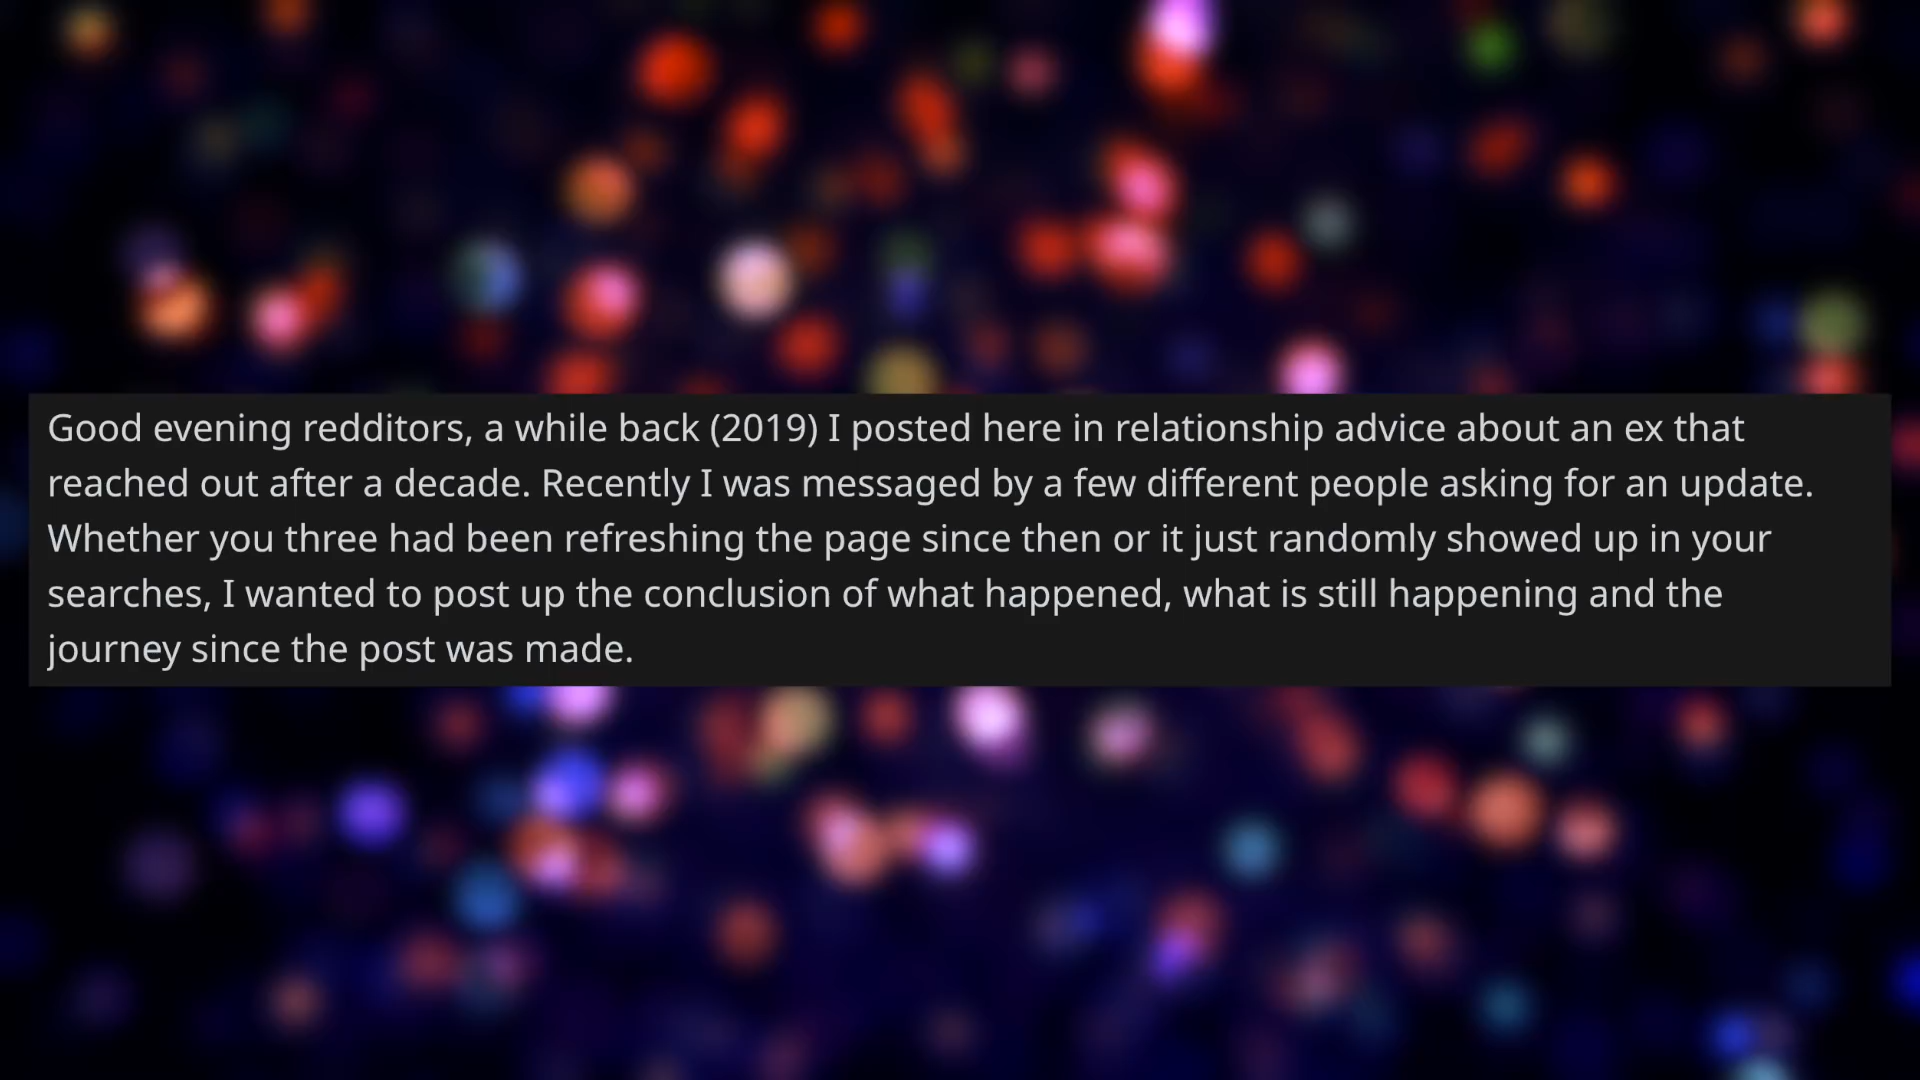 Good evening redditors, a while back (2019) I posted here in relationship advice about an ex that
reached out after a decade. Recently I was messaged by a few different people asking for an update.
Whether you three had been refreshing the page since then or it just randomly showed up in your
searches, I wanted to post up the conclusion of what happened, what is still happening and the
journey since the post was made.